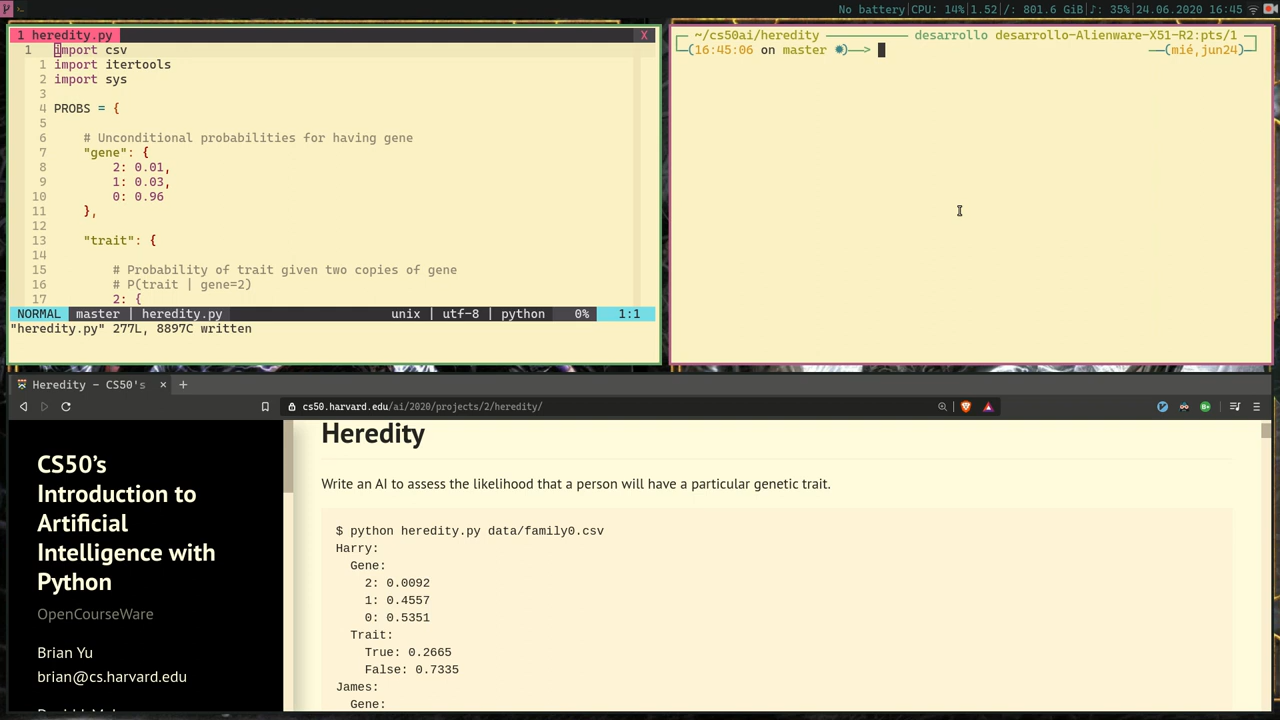 No battery|CPU: 14%|1.52|/: 801.6 GiB|♪: 35%|24.06.2020 16:45
1 heredity.py X
1 import csv
1 import itertools
2 import sys
3
4 PROBS = {
5
6 # Unconditional probabilities for having gene
7 "gene": {
8 2: 0.01,
9 1: 0.03,
10 0: 0.96
11 },
12
13 "trait": {
14
15 # Probability of trait given two copies of gene
16 # P(trait | gene=2)
17 2: {
NORMAL master | heredity.py unix | utf-8 | python 0% 1:1
"heredity.py" 277L, 8897C written
~/cs50ai/heredity desarrollo desarrollo-Alienware-X51-R2:pts/1
(16:45:06 on master ✹)──> (mié,jun24)
Heredity - CS50's × +
cs50.harvard.edu/ai/2020/projects/2/heredity/
CS50’s
Introduction to
Artificial
Intelligence with
Python
OpenCourseWare
Brian Yu
brian@cs.harvard.edu
Heredity
Write an AI to assess the likelihood that a person will have a particular genetic trait.
$ python heredity.py data/family0.csv
Harry:
Gene:
2: 0.0092
1: 0.4557
0: 0.5351
Trait:
True: 0.2665
False: 0.7335
James:
Gene: